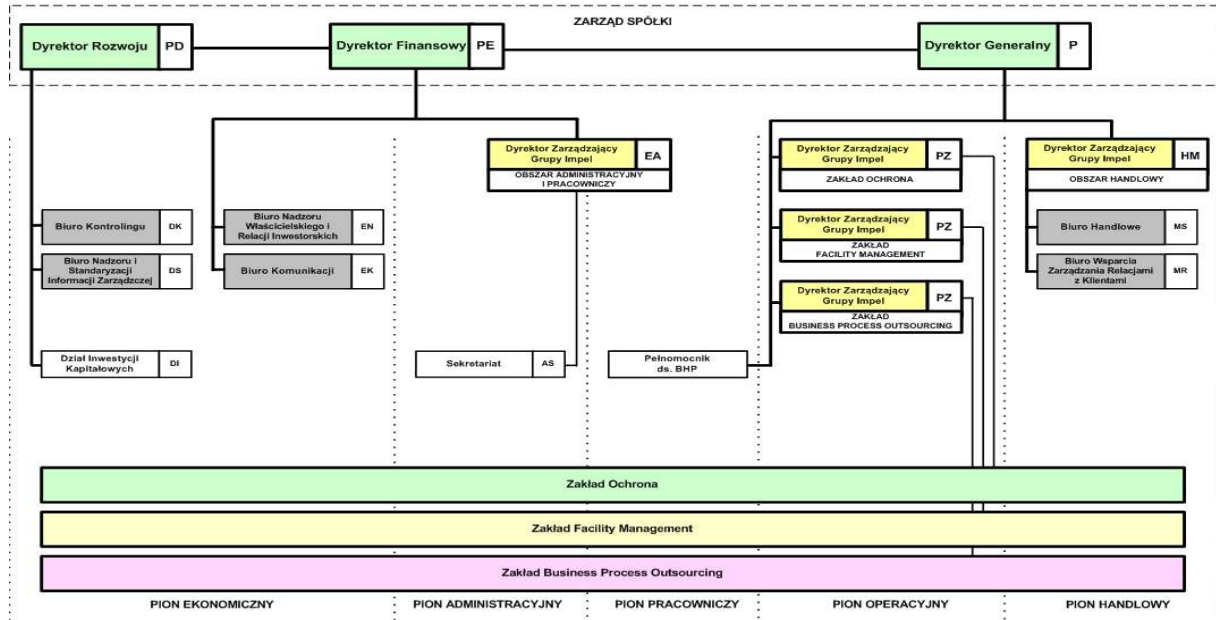 ZARZĄD SPÓŁKI
Dyrektor Rozwoju
PD
Dyrektor Finansowy
PE
Dyrektor Generalny
P
Dyrektor Zarządzający
Grupy Impel
EA
OBSZAR ADMINISTRACYJNY
I PRACOWNICZY
Dyrektor Zarządzający
Grupy Impel
PZ
ZAKŁAD OCHRONA
Dyrektor Zarządzający
Grupy Impel
HM
OBSZAR HANDLOWY
Biuro Kontrolingu
DK
Biuro Nadzoru
Właścicielskiego i
Relacji Inwestorskich
EN
Dyrektor Zarządzający
Grupy Impel
PZ
ZAKŁAD
FACILITY MANAGEMENT
Biuro Handlowe
MS
Biuro Nadzoru i
Standaryzacji
Informacji Zarządzczej
DS
Biuro Komunikacji
EK
Biuro Wsparcia
Zarządzania Relacjami
z Klientami
MR
Dyrektor Zarządzający
Grupy Impel
PZ
ZAKŁAD
BUSINESS PROCESS OUTSOURCING
Dział Inwestycji
Kapitałowych
DI
Sekretariat
AS
Pełnomocnik
ds. BHP
Zakład Ochrona
Zakład Facility Management
Zakład Business Process Outsourcing
PION EKONOMICZNY
PION ADMINISTRACYJNY
PION PRACOWNICZY
PION OPERACYJNY
PION HANDLOWY